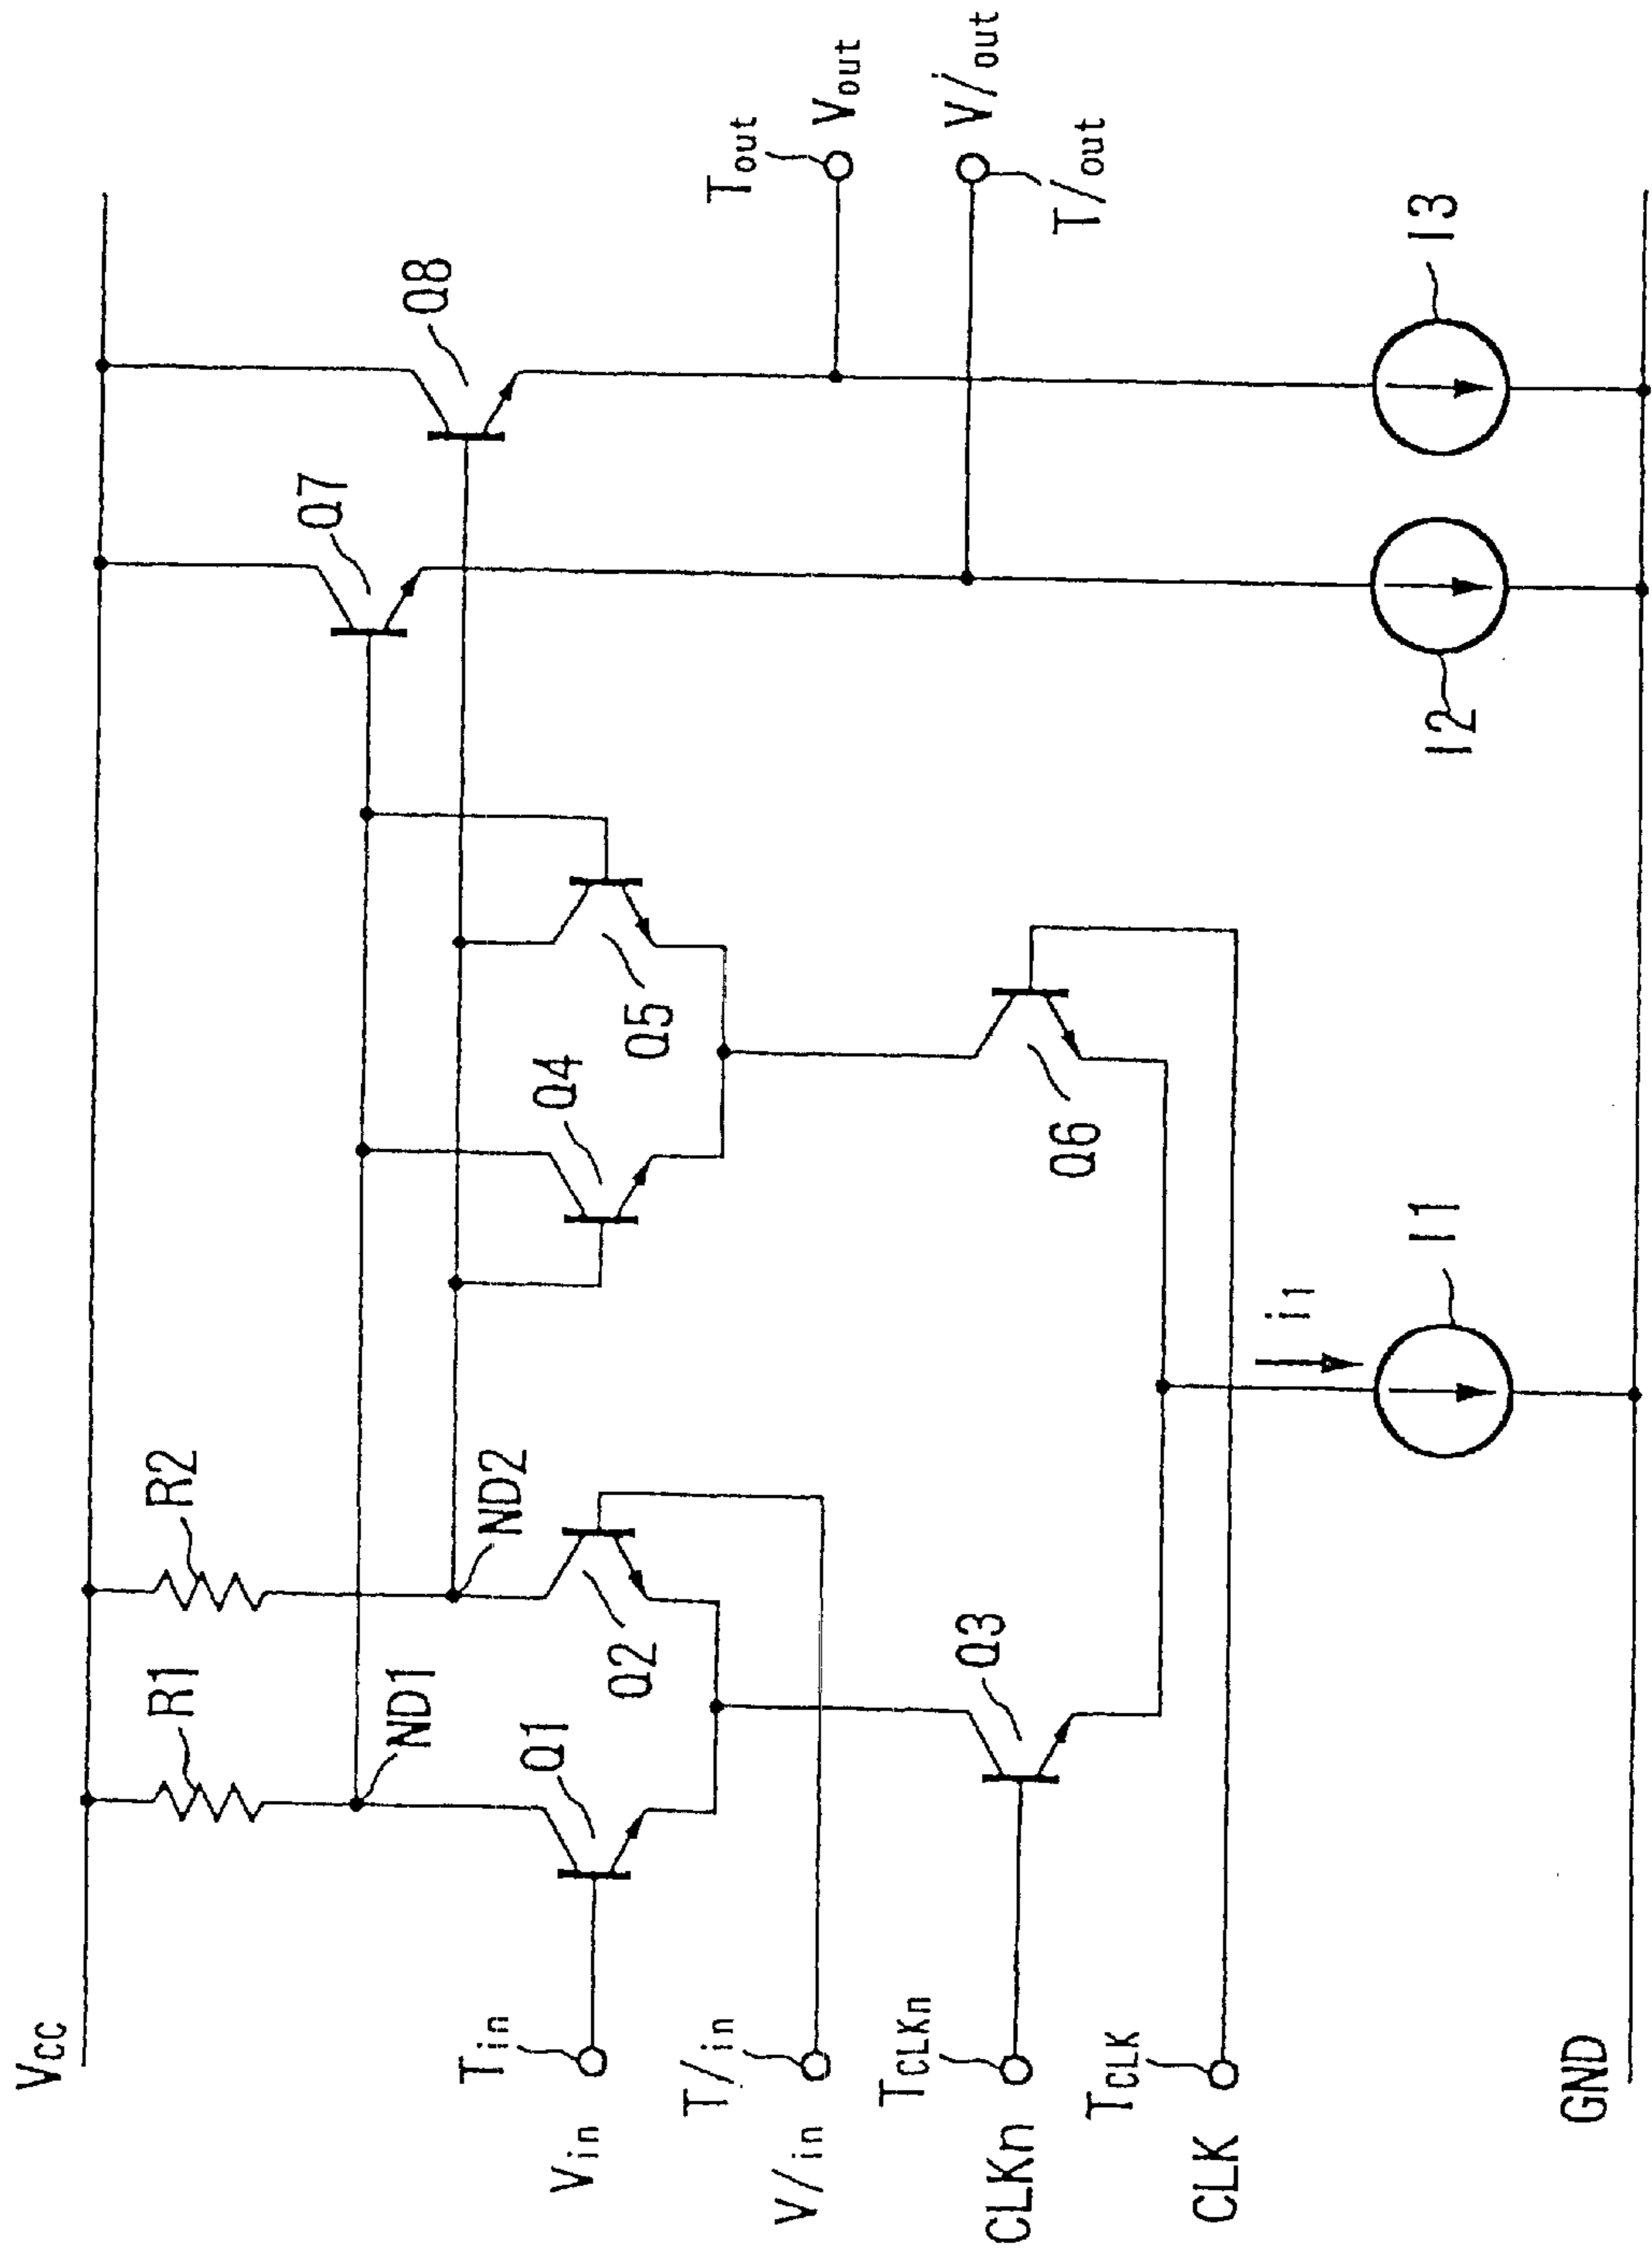 VCC
R1
R2
ND1
ND2
Q7
Q8
Tin
Vin
Q1
Q2
Q4
Q5
T/in
V/in
Tout
Vout
V/out
T/out
TCLKn
CLKn
Q3
Q6
TCLK
CLK
i1
I1
I2
I3
GND